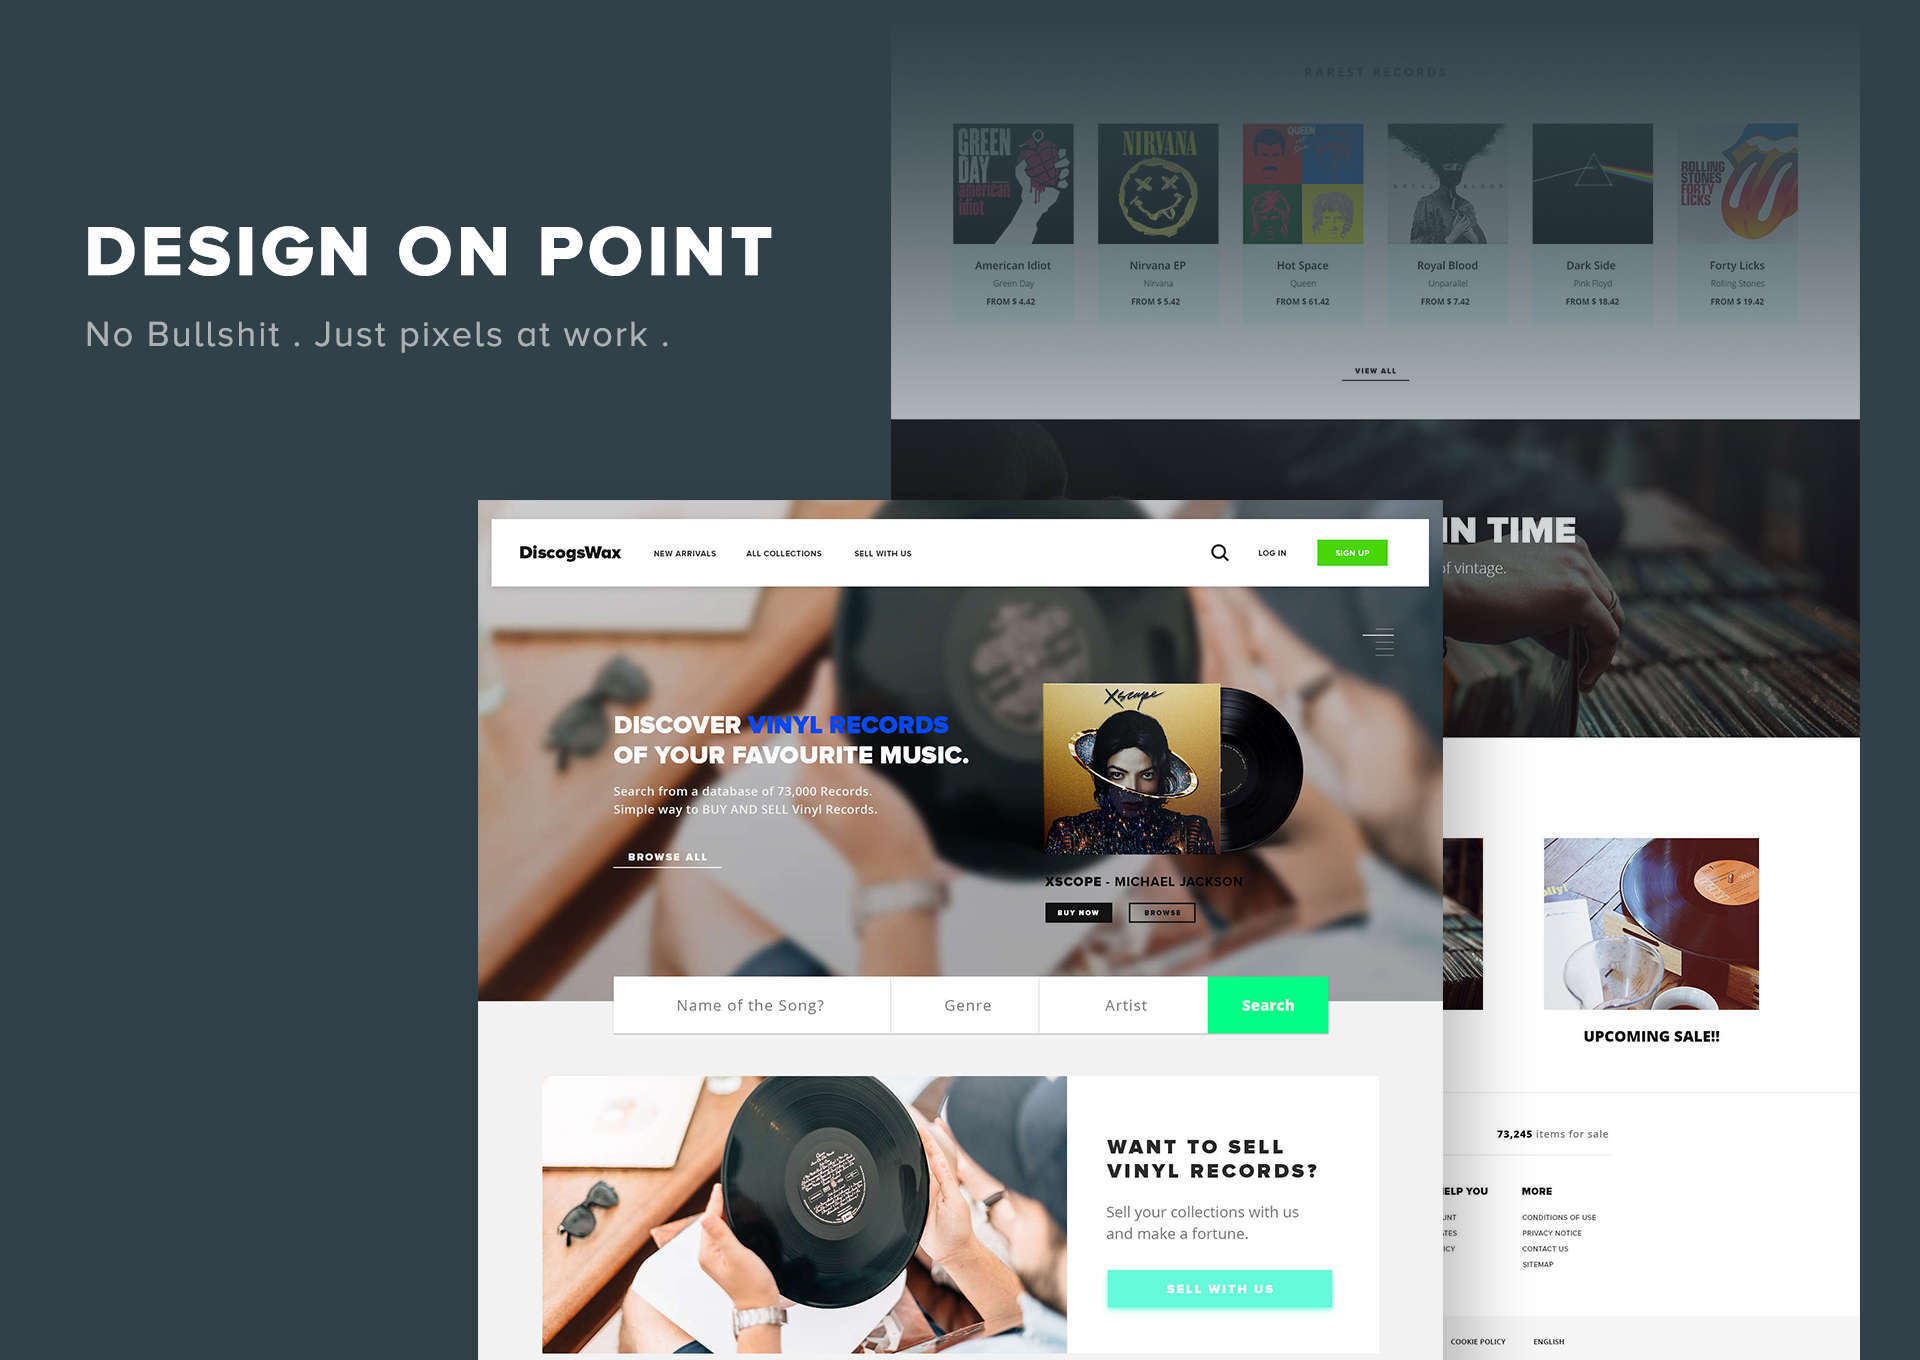 DESIGN ON POINT
No Bullshit . Just pixels at work .
RAREST RECORDS
GREEN DAY
american idiot
NIRVANA
QUEEN
ROLLING STONES FORTY LICKS
American Idiot
Green Day
FROM $ 4.42
Nirvana EP
Nirvana
FROM $ 5.42
Hot Space
Queen
FROM $ 61.42
Royal Blood
Unparallel
FROM $ 7.42
Dark Side
Pink Floyd
FROM $ 18.42
Forty Licks
Rolling Stones
FROM $ 19.42
VIEW ALL
IN TIME
of vintage.
DiscogsWax
NEW ARRIVALS
ALL COLLECTIONS
SELL WITH US
LOG IN
SIGN UP
DISCOVER VINYL RECORDS
OF YOUR FAVOURITE MUSIC.
Search from a database of 73,000 Records.
Simple way to BUY AND SELL Vinyl Records.
BROWSE ALL
Xscape
XSCOPE - MICHAEL JACKSON
BUY NOW
BROWSE
Name of the Song?
Genre
Artist
Search
WANT TO SELL
VINYL RECORDS?
Sell your collections with us
and make a fortune.
SELL WITH US
UPCOMING SALE!!
73,245 items for sale
ELP YOU
UNT
ATES
ICY
MORE
CONDITIONS OF USE
PRIVACY NOTICE
CONTACT US
SITEMAP
COOKIE POLICY
ENGLISH